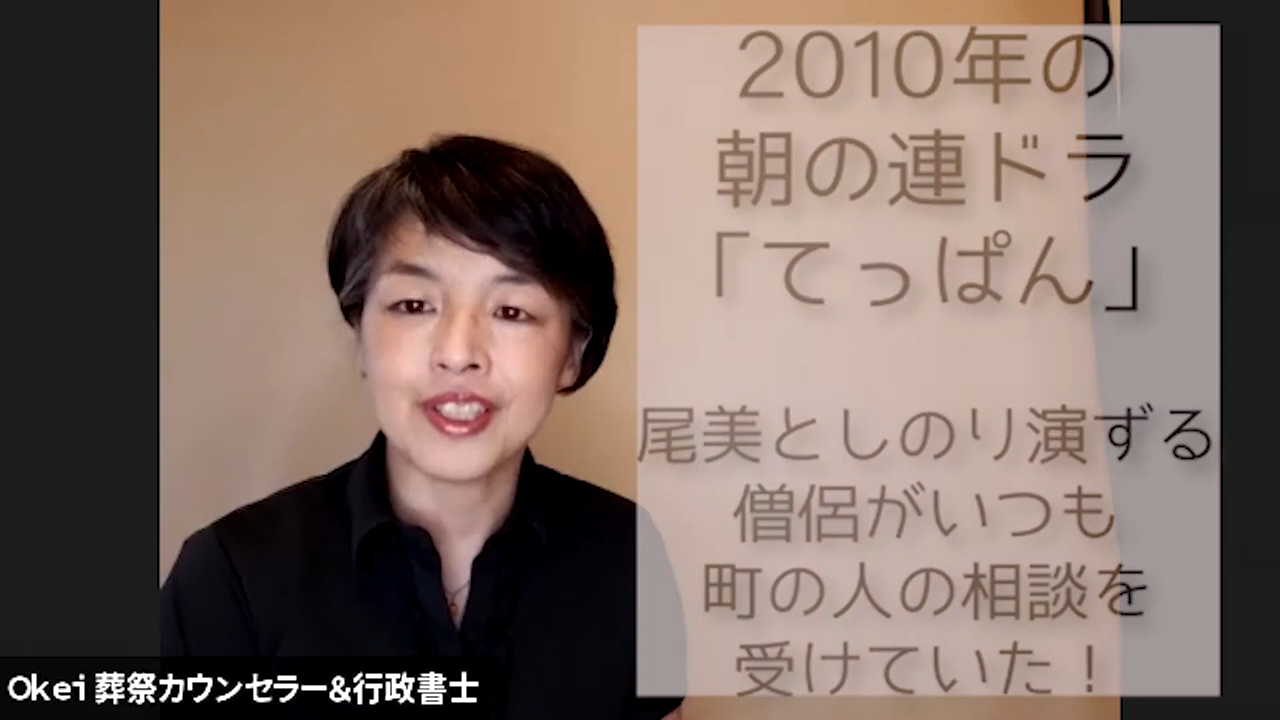 2010年の
朝の連ドラ
「てっぱん」
尾美としのり演ずる
僧侶がいつも
町の人の相談を
受けていた！
Okei 葬祭カウンセラー&行政書士